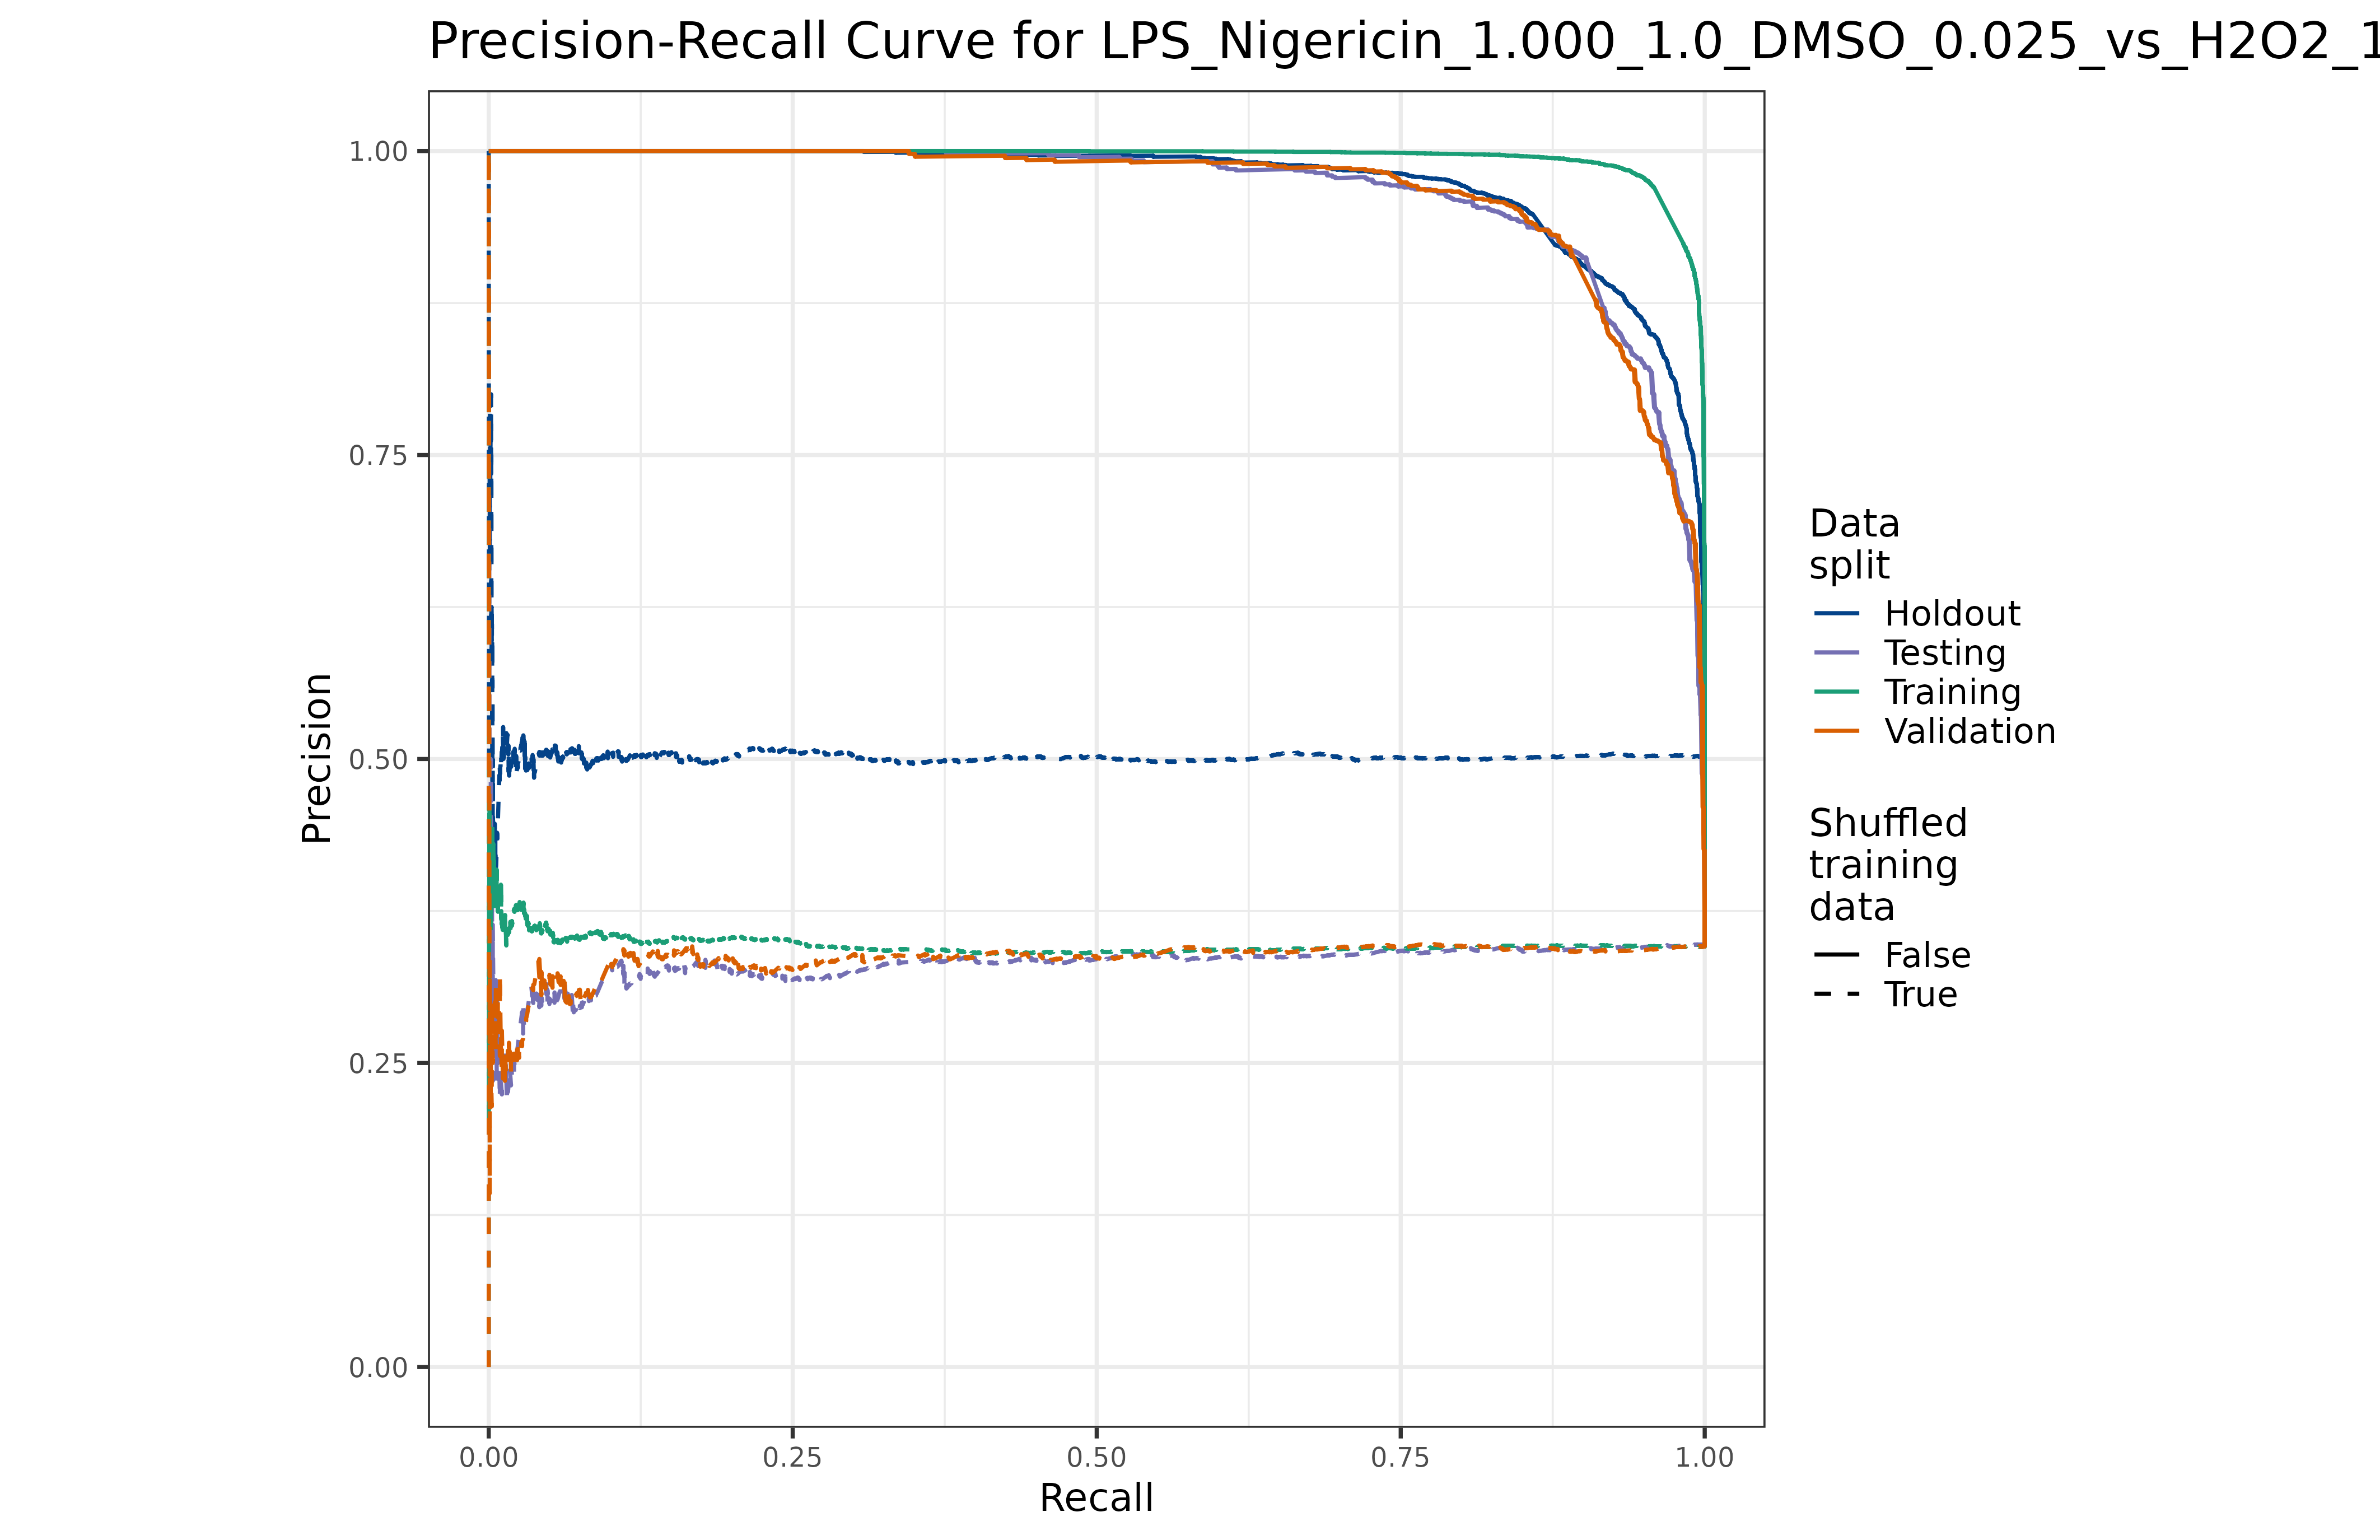 Precision-Recall Curve for LPS_Nigericin_1.000_1.0_DMSO_0.025_vs_H2O2_1
1.00
0.75
0.50
0.25
0.00
Precision
0.00 0.25 0.50 0.75 1.00
Recall
Data
split
Holdout
Testing
Training
Validation
Shuffled
training
data
False
True